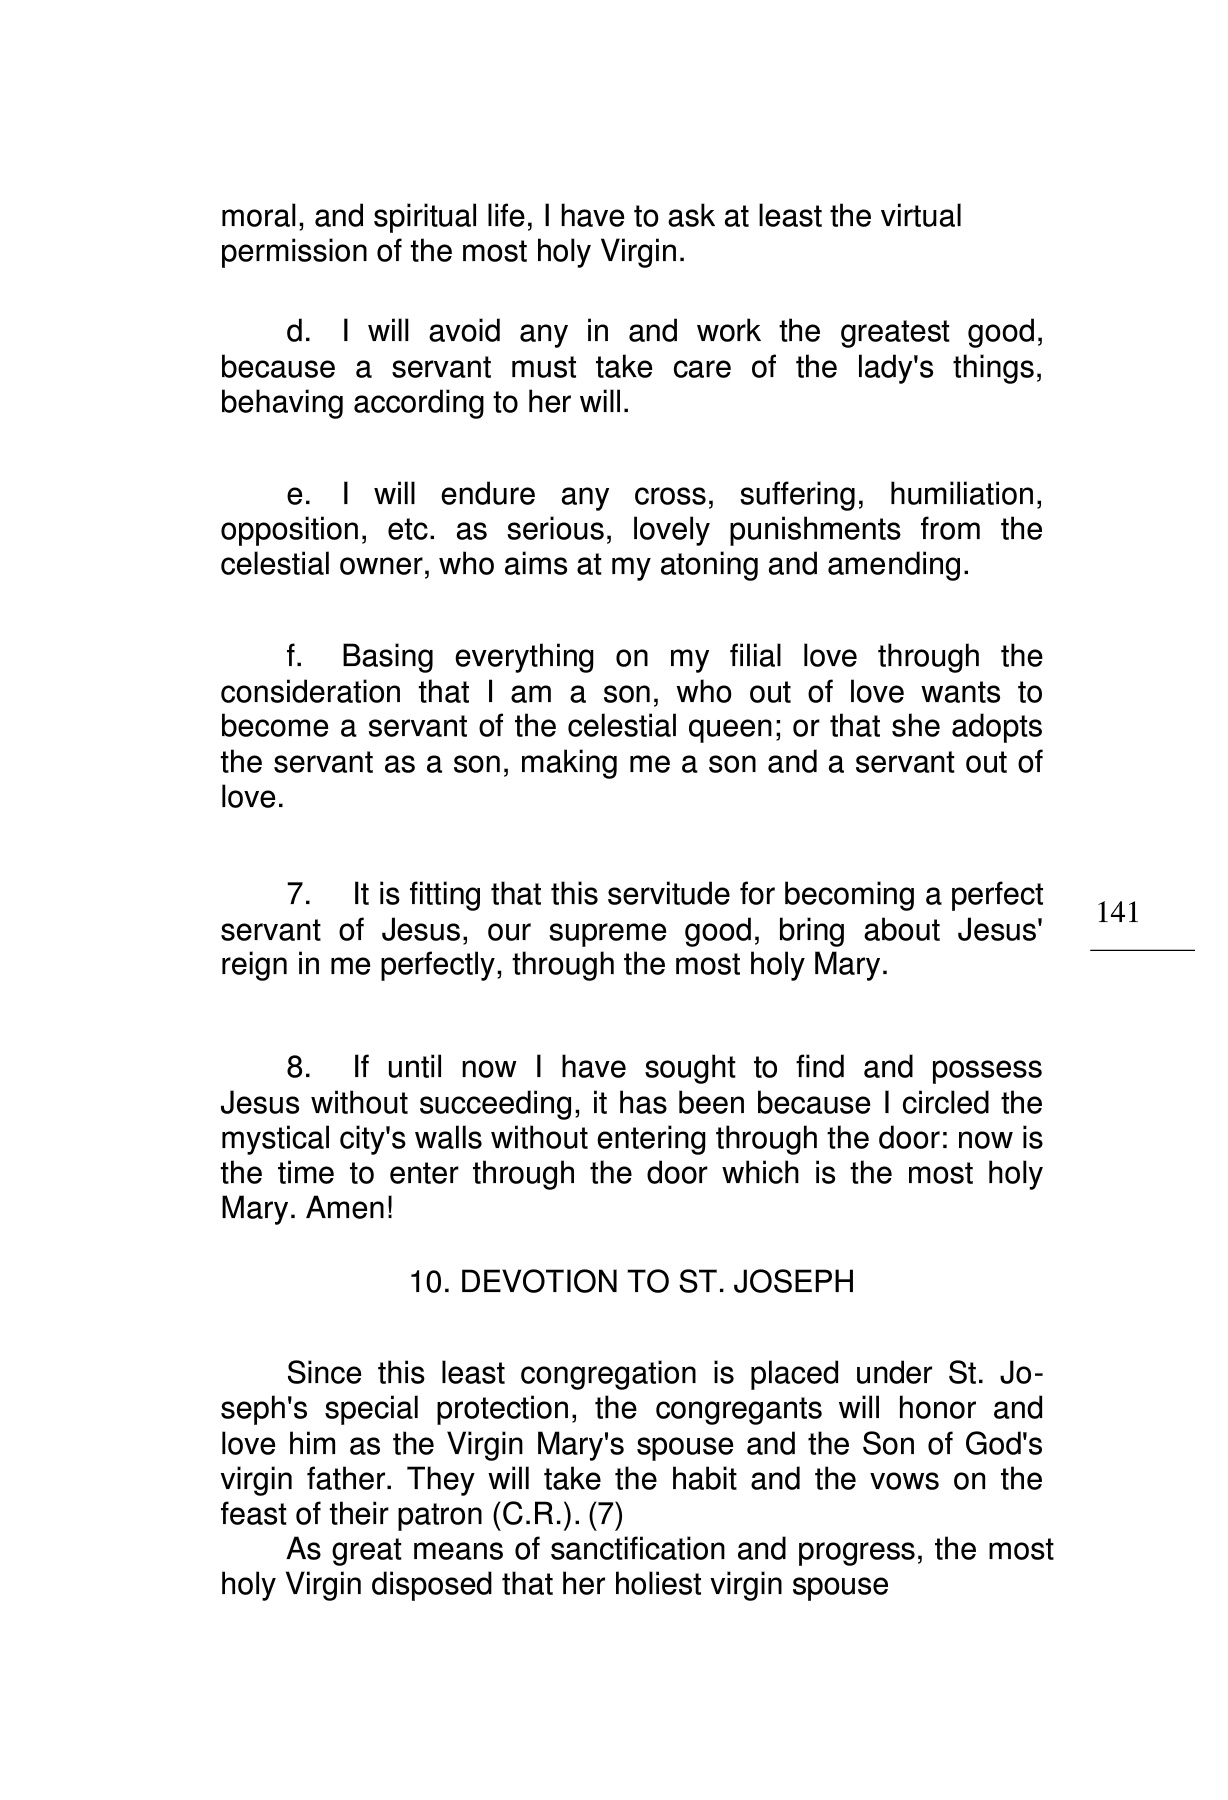 moral, and spiritual life, I have to ask at least the virtual
permission of the most holy Virgin.
d. I will avoid any in and work the greatest good,
because a servant must take care of the lady's things,
behaving according to her will.
e. I will endure any cross, suffering, humiliation,
opposition, etc. as serious, lovely punishments from the
celestial owner, who aims at my atoning and amending.
f. Basing everything on my filial love through the
consideration that I am a son, who out of love wants to
become a servant of the celestial queen; or that she adopts
the servant as a son, making me a son and a servant out of
love.
7. It is fitting that this servitude for becoming a perfect
servant of Jesus, our supreme good, bring about Jesus'
reign in me perfectly, through the most holy Mary.
141
8. If until now I have sought to find and possess
Jesus without succeeding, it has been because I circled the
mystical city's walls without entering through the door: now is
the time to enter through the door which is the most holy
Mary. Amen!
10. DEVOTION TO ST. JOSEPH
Since this least congregation is placed under St. Jo-
seph's special protection, the congregants will honor and
love him as the Virgin Mary's spouse and the Son of God's
virgin father. They will take the habit and the vows on the
feast of their patron (C.R.). (7)
As great means of sanctification and progress, the most
holy Virgin disposed that her holiest virgin spouse